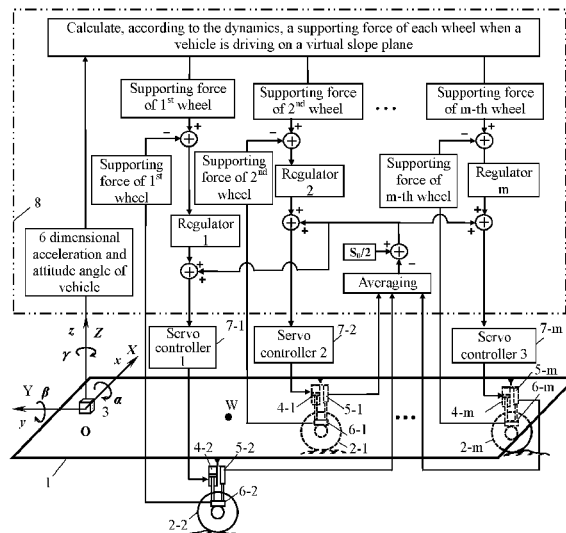 Calculate, according to the dynamics, a supporting force of each wheel when a
vehicle is driving on a virtual slope plane
Supporting force
of 1st wheel
Supporting force
of 2nd wheel
...
Supporting force
of m-th wheel
− + +
− + +
− + +
Supporting
force of 1st
wheel
Supporting
force of 2nd
wheel
Regulator
2
Supporting
force of
m-th wheel
Regulator
m
8
Regulator
1
6 dimensional
acceleration and
attitude angle of
vehicle
+ +
+ +
Sn/2
+
−
+ +
Averaging
7-1
7-2
7-m
Servo
controller
1
Servo
controller 2
Servo
controller 3
z Z
γ
X
x
Y
β
y
α
3
O
W
4-1
5-1
6-1
2-1
...
5-m
6-m
4-m
2-m
1
4-2
5-2
6-2
2-2